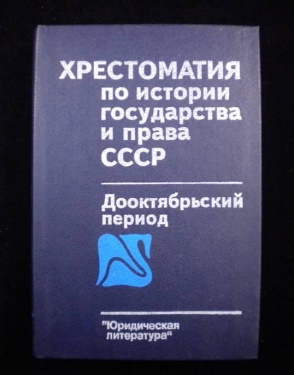 ХРЕСТОМАТИЯ
по истории
государства
и права
СССР
Дооктябрьский
период
"Юридическая
литература"